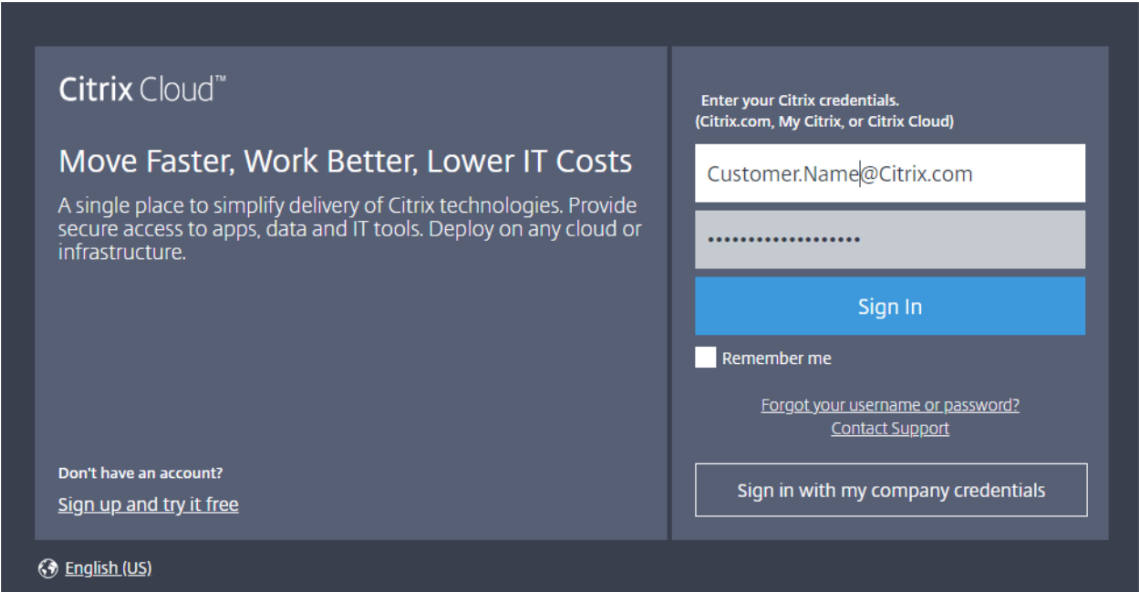 Citrix Cloud™
Move Faster, Work Better, Lower IT Costs
A single place to simplify delivery of Citrix technologies. Provide
secure access to apps, data and IT tools. Deploy on any cloud or
infrastructure.
Don't have an account?
Sign up and try it free
Enter your Citrix credentials.
(Citrix.com, My Citrix, or Citrix Cloud)
Customer.Name@Citrix.com
•••••••••••••••••••
Sign In
Remember me
Forgot your username or password?
Contact Support
Sign in with my company credentials
English (US)